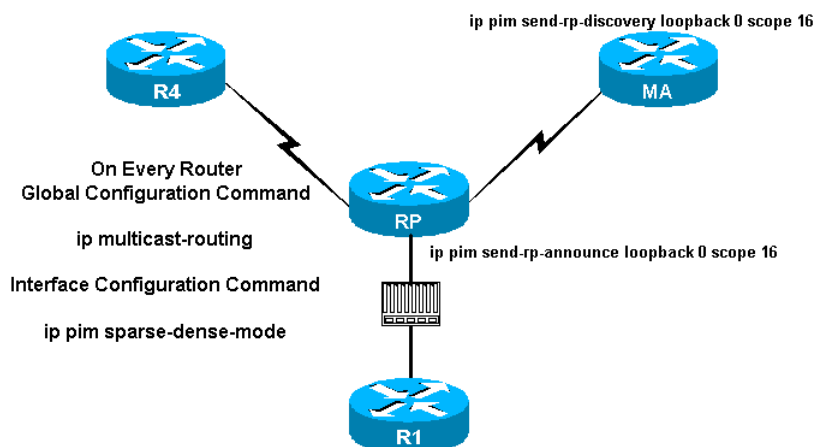 ip pim send-rp-discovery loopback 0 scope 16
R4
MA
On Every Router
Global Configuration Command
RP
ip multicast-routing
ip pim send-rp-announce loopback 0 scope 16
Interface Configuration Command
ip pim sparse-dense-mode
R1